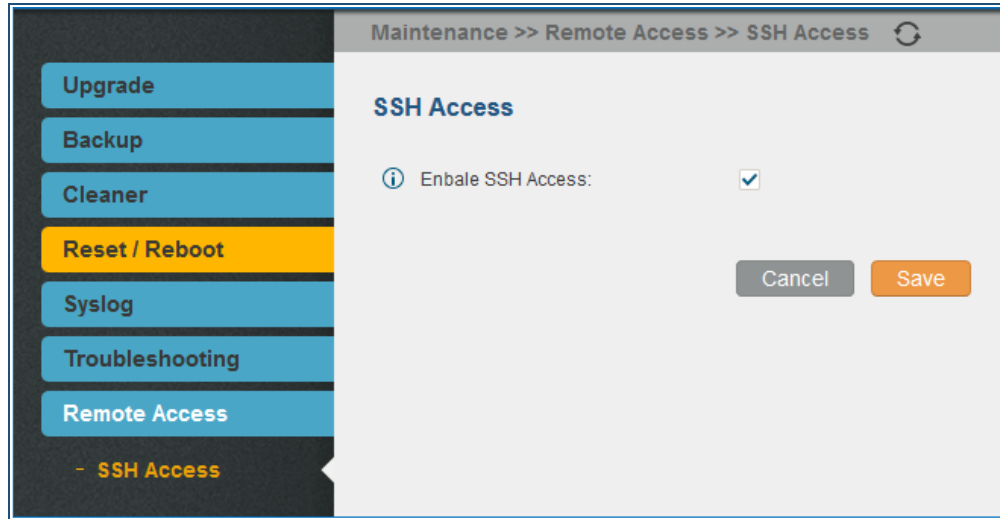 Maintenance >> Remote Access >> SSH Access
Upgrade
Backup
Cleaner
Reset / Reboot
Syslog
Troubleshooting
Remote Access
- SSH Access
SSH Access
Enbale SSH Access:
Cancel
Save